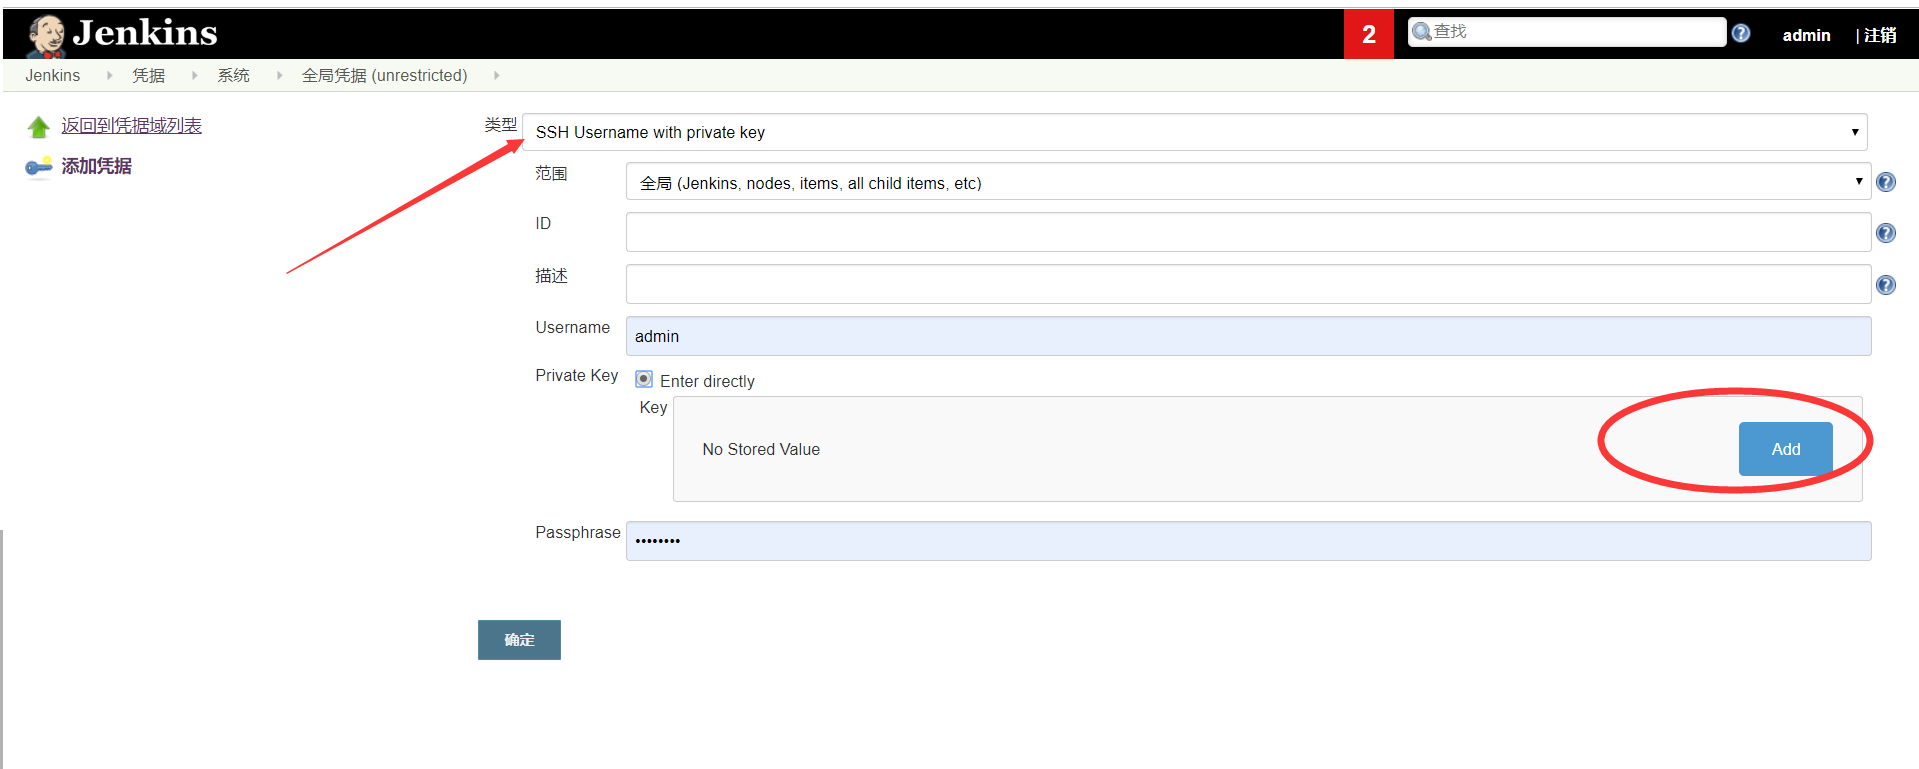 Jenkins
2
查找
admin
| 注销
Jenkins
凭据
系统
全局凭据 (unrestricted)
返回到凭据域列表
添加凭据
类型
SSH Username with private key
范围
全局 (Jenkins, nodes, items, all child items, etc)
ID
描述
Username
admin
Private Key
Enter directly
Key
No Stored Value
Add
Passphrase
••••••••
确定